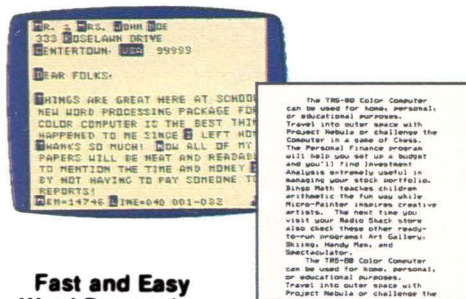 MR. & MRS. JOHN DOE
333 ROSELAWN DRIVE
CENTERTOWN, USA 99999
DEAR FOLKS,
THINGS ARE GREAT HERE AT SCHOO
NEW WORD PROCESSING PACKAGE FOR
COLOR COMPUTER IS THE BEST THIN
HAPPENED TO ME SINCE I LEFT HOM
THANKS SO MUCH! NOW ALL OF MY
PAPERS WILL BE NEAT AND READAB
TO MENTION THE TIME AND MONEY I
BY NOT HAVING TO PAY SOMEONE T
REPORTS!
MEM=14746 LINE=040 001-032
The TRS-80 Color Computer
can be used for home, personal,
or educational purposes.
Travel into outer space with
Project Nebula or challenge the
Computer in a game of Chess.
The Personal Finance program
will help you set up a budget
and you'll find Investment
Analysis extremely useful in
managing your stock portfolio.
Bingo Math teaches children
arithmetic the fun way while
Micro-Painter inspires creative
artists. The next time you
visit your Radio Shack store
also check these other ready-
to-run programs: Art Gallery,
Skiing, Handy Man, and
Spectaculator.
The TRS-80 Color Computer
can be used for home, personal,
or educational purposes.
Travel into outer space with
Project Nebula or challenge the
Fast and Easy